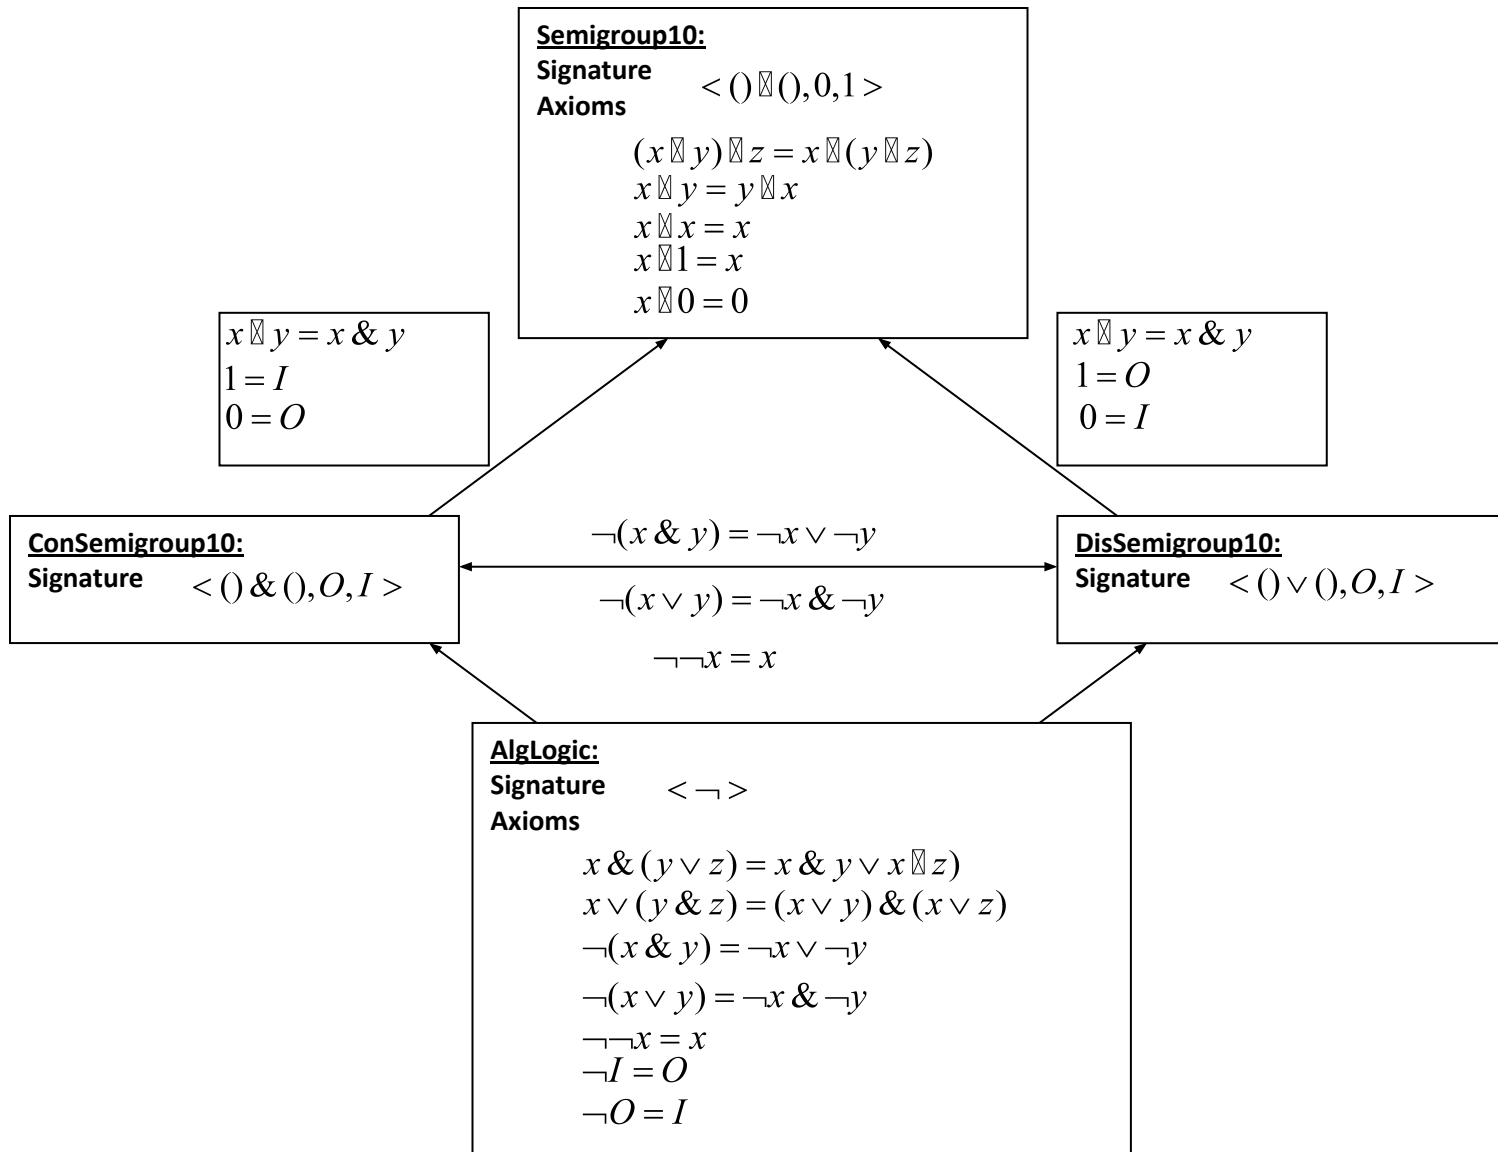 Semigroup10:
Signature
< () 🞎 (), 0, 1 >
Axioms
(x 🞎 y) 🞎 z = x 🞎 (y 🞎 z)
x 🞎 y = y 🞎 x
x 🞎 x = x
x 🞎 1 = x
x 🞎 0 = 0
x 🞎 y = x & y
1 = I
0 = O
x 🞎 y = x & y
1 = O
0 = I
ConSemigroup10:
Signature < () & (), O, I >
¬(x & y) = ¬x ∨ ¬y
¬(x ∨ y) = ¬x & ¬y
¬¬x = x
DisSemigroup10:
Signature < () ∨ (), O, I >
AlgLogic:
Signature < ¬ >
Axioms
x & (y ∨ z) = x & y ∨ x 🞎 z)
x ∨ (y & z) = (x ∨ y) & (x ∨ z)
¬(x & y) = ¬x ∨ ¬y
¬(x ∨ y) = ¬x & ¬y
¬¬x = x
¬I = O
¬O = I